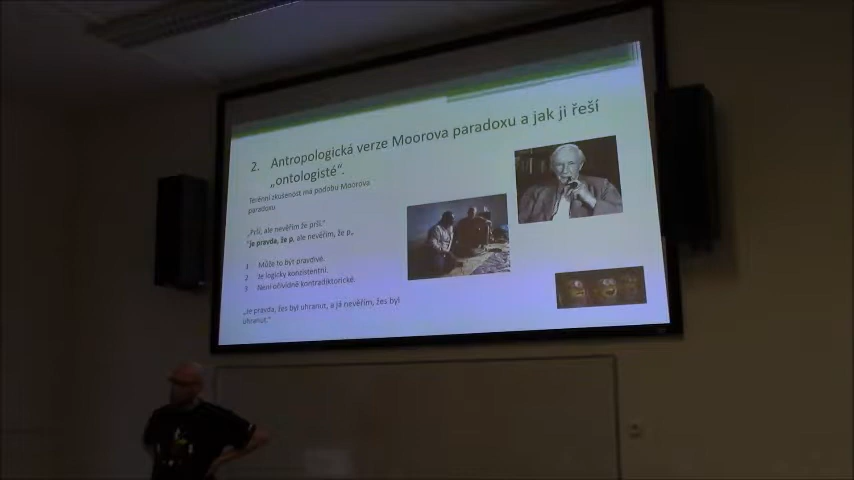 2. Antropologická verze Moorova paradoxu a jak ji řeší
„ontologisté“.
Terénní zkušenost má podobu Moorova
paradoxu
„Prší, ale nevěřím že prší.“
"Je pravda, že p, ale nevěřím, že p„
1 Může to být pravdivé.
2 Je logicky konzistentní.
3 Není očividně kontradiktorické.
„Je pravda, žes byl uhranut, a já nevěřím, žes byl
uhranut.“